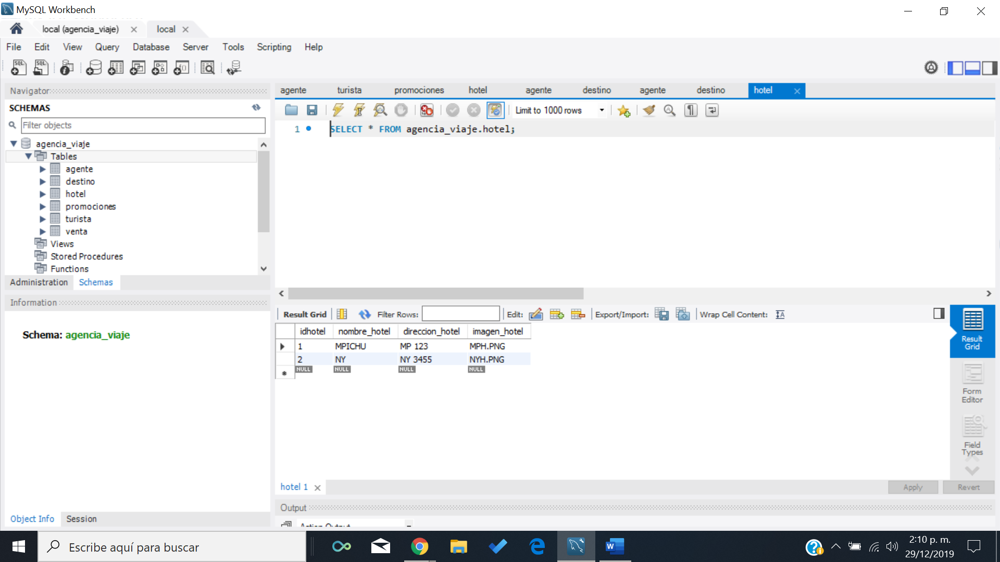 MySQL Workbench
local (agencia_viaje)
local
File Edit View Query Database Server Tools Scripting Help
Navigator
SCHEMAS
Filter objects
agencia_viaje
Tables
agente
destino
hotel
promociones
turista
venta
Views
Stored Procedures
Functions
Administration Schemas
Information
Schema: agencia_viaje
Object Info Session
agente turista promociones hotel agente destino agente destino hotel
Limit to 1000 rows
1 SELECT * FROM agencia_viaje.hotel;
Result Grid Filter Rows: Edit: Export/Import: Wrap Cell Content:
idhotel nombre_hotel direccion_hotel imagen_hotel
1 MPICHU MP 123 MPH.PNG
2 NY NY 3455 NYH.PNG
NULL NULL NULL NULL
Result
Grid
Form
Editor
Field
Types
hotel 1
Apply Revert
Output
Action Output
Escribe aquí para buscar
2:10 p. m.
29/12/2019